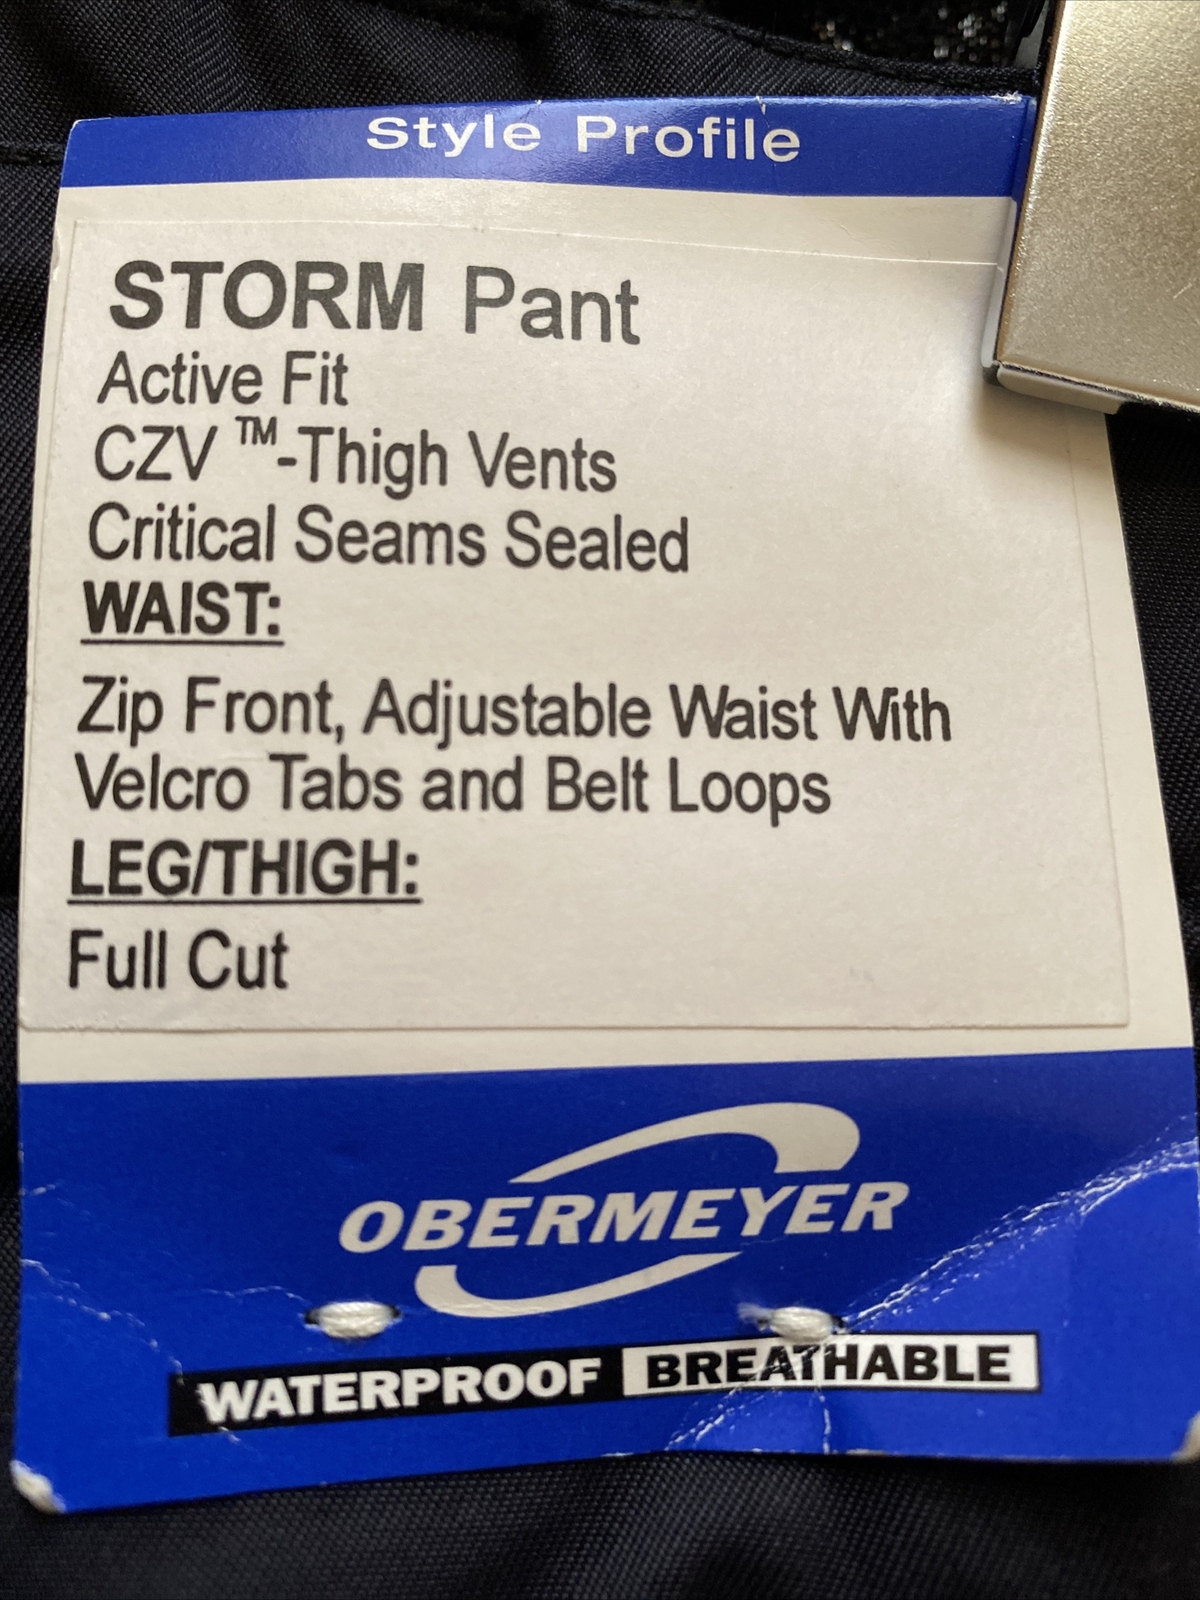 Style Profile
STORM Pant
Active Fit
CZV ™-Thigh Vents
Critical Seams Sealed
WAIST:
Zip Front, Adjustable Waist With
Velcro Tabs and Belt Loops
LEG/THIGH:
Full Cut
OBERMEYER
WATERPROOF BREATHABLE